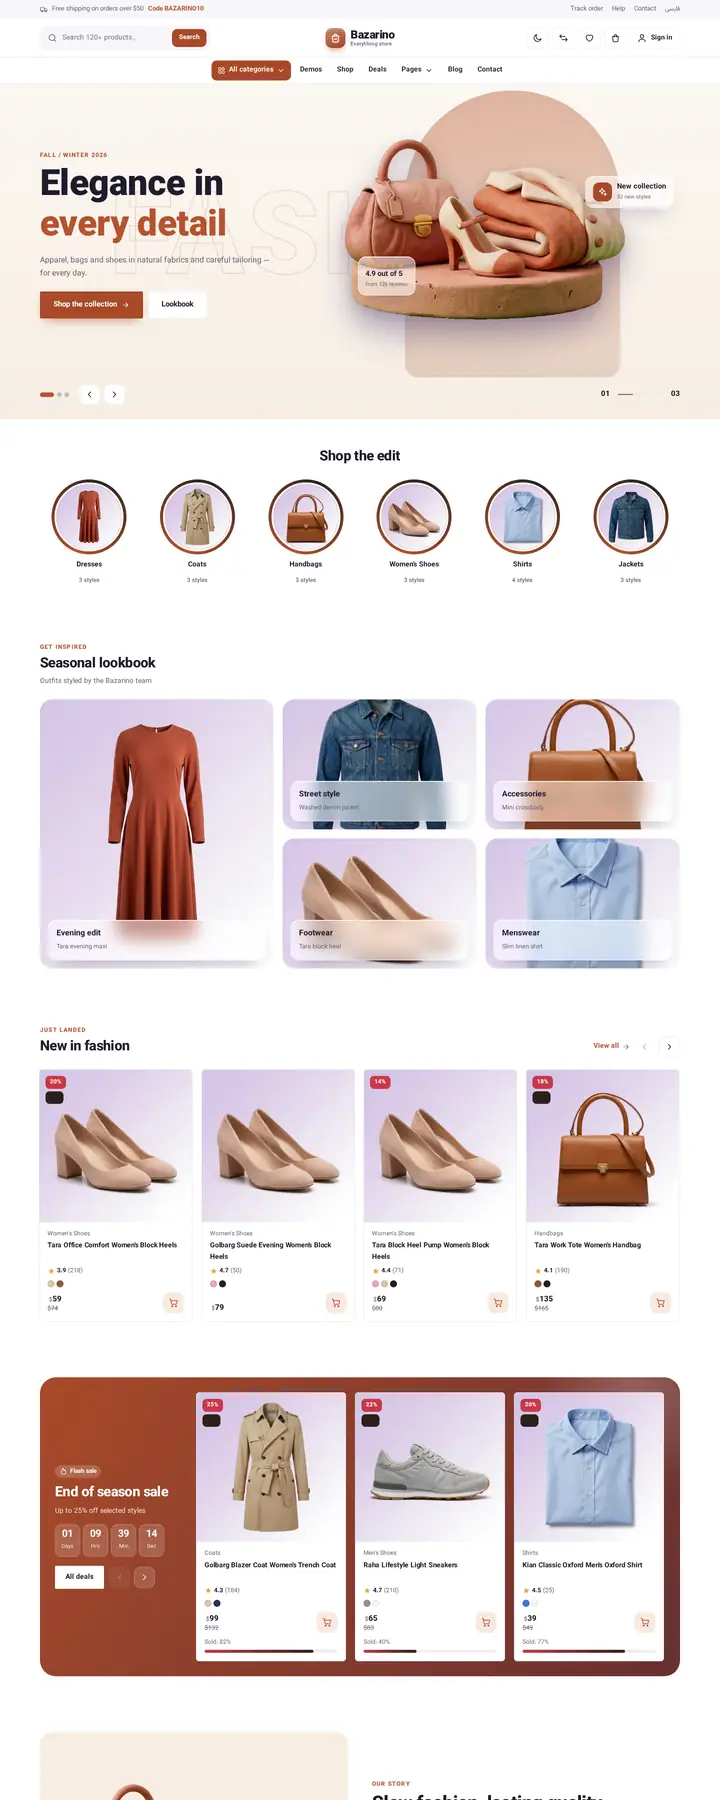 Free shipping on orders over $50 Code BAZARINO10
Track order Help Contact فارسی
Search 120+ products...
Search
Bazarino
Everything store
Sign in
All categories Demos Shop Deals Pages Blog Contact
FALL / WINTER 2026
Elegance in
every detail
Apparel, bags and shoes in natural fabrics and careful tailoring —
for every day.
Shop the collection
Lookbook
New collection
92 new styles
4.9 out of 5
01
03
Shop the edit
Dresses
3 styles
Coats
3 styles
Handbags
3 styles
Women's Shoes
3 styles
Shirts
4 styles
Jackets
3 styles
GET INSPIRED
Seasonal lookbook
Outfits styled by the Bazarino team
Evening edit
Tara evening maxi
Street style
Washed denim jacket
Accessories
Mini crossbody
Footwear
Tara block heel
Menswear
Slim linen shirt
JUST LANDED
New in fashion
View all
20%
Women's Shoes
Tara Office Comfort Women's Block Heels
3.9 (218)
$59
$74
Women's Shoes
Golbarg Suede Evening Women's Block
Heels
4.7 (50)
$79
14%
Women's Shoes
Tara Block Heel Pump Women's Block
Heels
4.4 (71)
$69
$80
18%
Handbags
Tara Work Tote Women's Handbag
4.1 (190)
$135
$165
Flash sale
End of season sale
Up to 25% off selected styles
01 09 39 14
Days Hrs Min Sec
All deals
25%
Coats
Golbarg Blazer Coat Women's Trench Coat
4.3 (184)
$99
$132
Sold: 82%
22%
Men's Shoes
Raha Lifestyle Light Sneakers
4.7 (210)
$65
$83
Sold: 40%
20%
Shirts
Kian Classic Oxford Men's Oxford Shirt
4.5 (25)
$39
$49
Sold: 77%
OUR STORY
Slow fashion, lasting quality